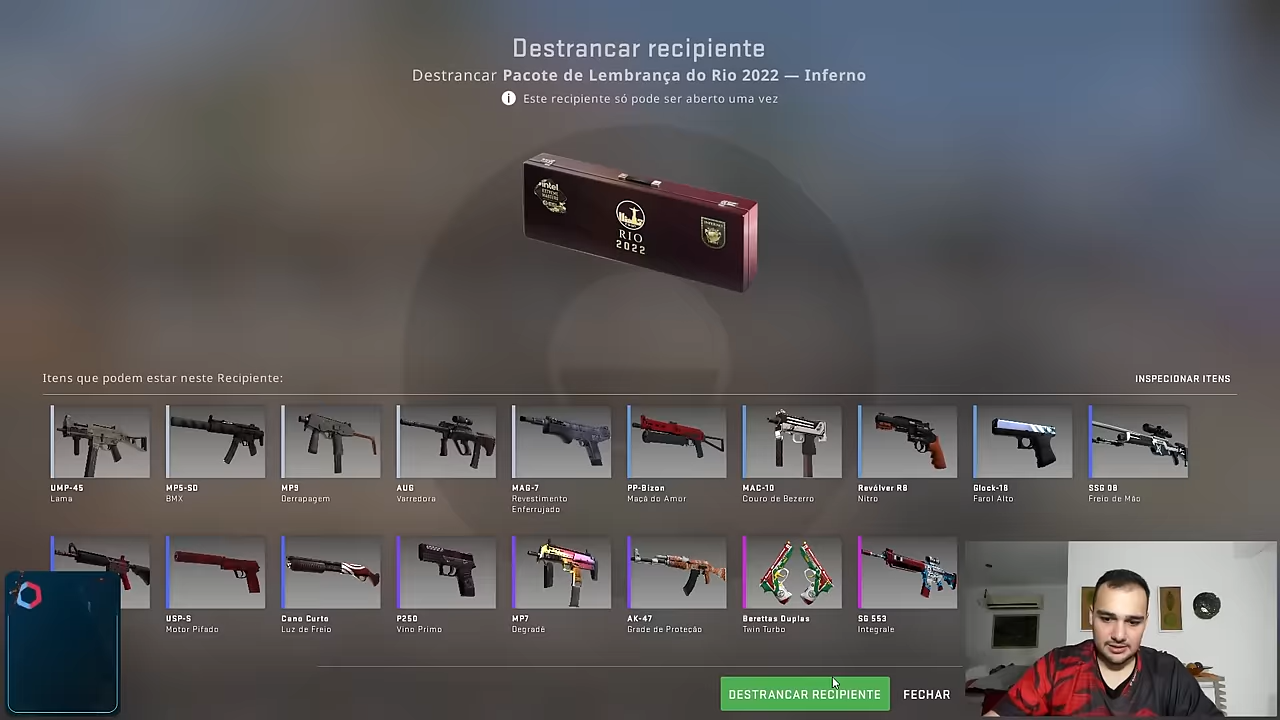 Destrancar recipiente
Destrancar Pacote de Lembrança do Rio 2022 — Inferno
Este recipiente só pode ser aberto uma vez
intel
RIO
2022
Itens que podem estar neste Recipiente:
INSPECIONAR ITENS
UMP-45
Lama
MP5-SD
BMX
MP9
Derrapagem
AUG
Varredora
MAG-7
Revestimento
Enferrujado
PP-Bizon
Maçã do Amor
MAC-10
Couro de Bezerro
Revólver R8
Nitro
Glock-18
Farol Alto
SSG 08
Freio de Mão
USP-S
Motor Pifado
Cano Curto
Luz de Freio
P250
Vino Primo
MP7
Degradê
AK-47
Grade de Proteção
Berettas Duplas
Twin Turbo
SG 553
Integrale
DESTRANCAR RECIPIENTE
FECHAR